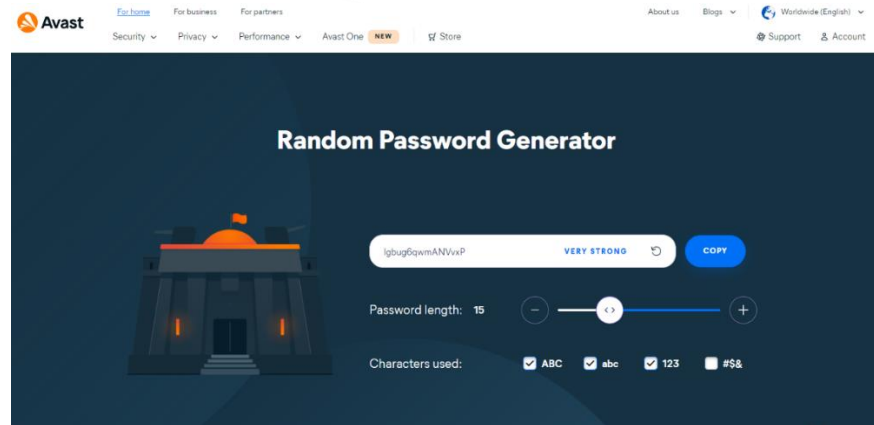 Avast
For home For business For partners About us Blogs Worldwide (English)
Security Privacy Performance Avast One NEW Store Support Account
Random Password Generator
VERY STRONG COPY
Password length: 15
Characters used: ABC abc 123 #$&